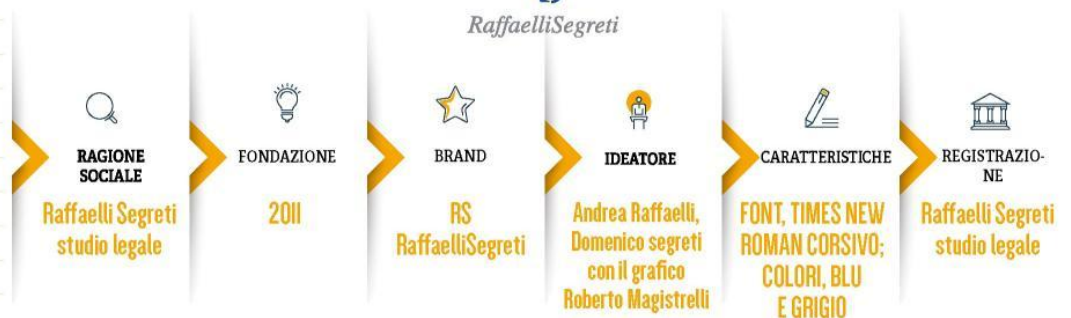 RaffaelliSegreti
RAGIONE
SOCIALE
Raffaelli Segreti
studio legale
FONDAZIONE
2011
BRAND
RS
RaffaelliSegreti
IDEATORE
Andrea Raffaelli,
Domenico segreti
con il grafico
Roberto Magistrelli
CARATTERISTICHE
FONT, TIMES NEW
ROMAN CORSIVO;
COLORI, BLU
E GRIGIO
REGISTRAZIO-
NE
Raffaelli Segreti
studio legale